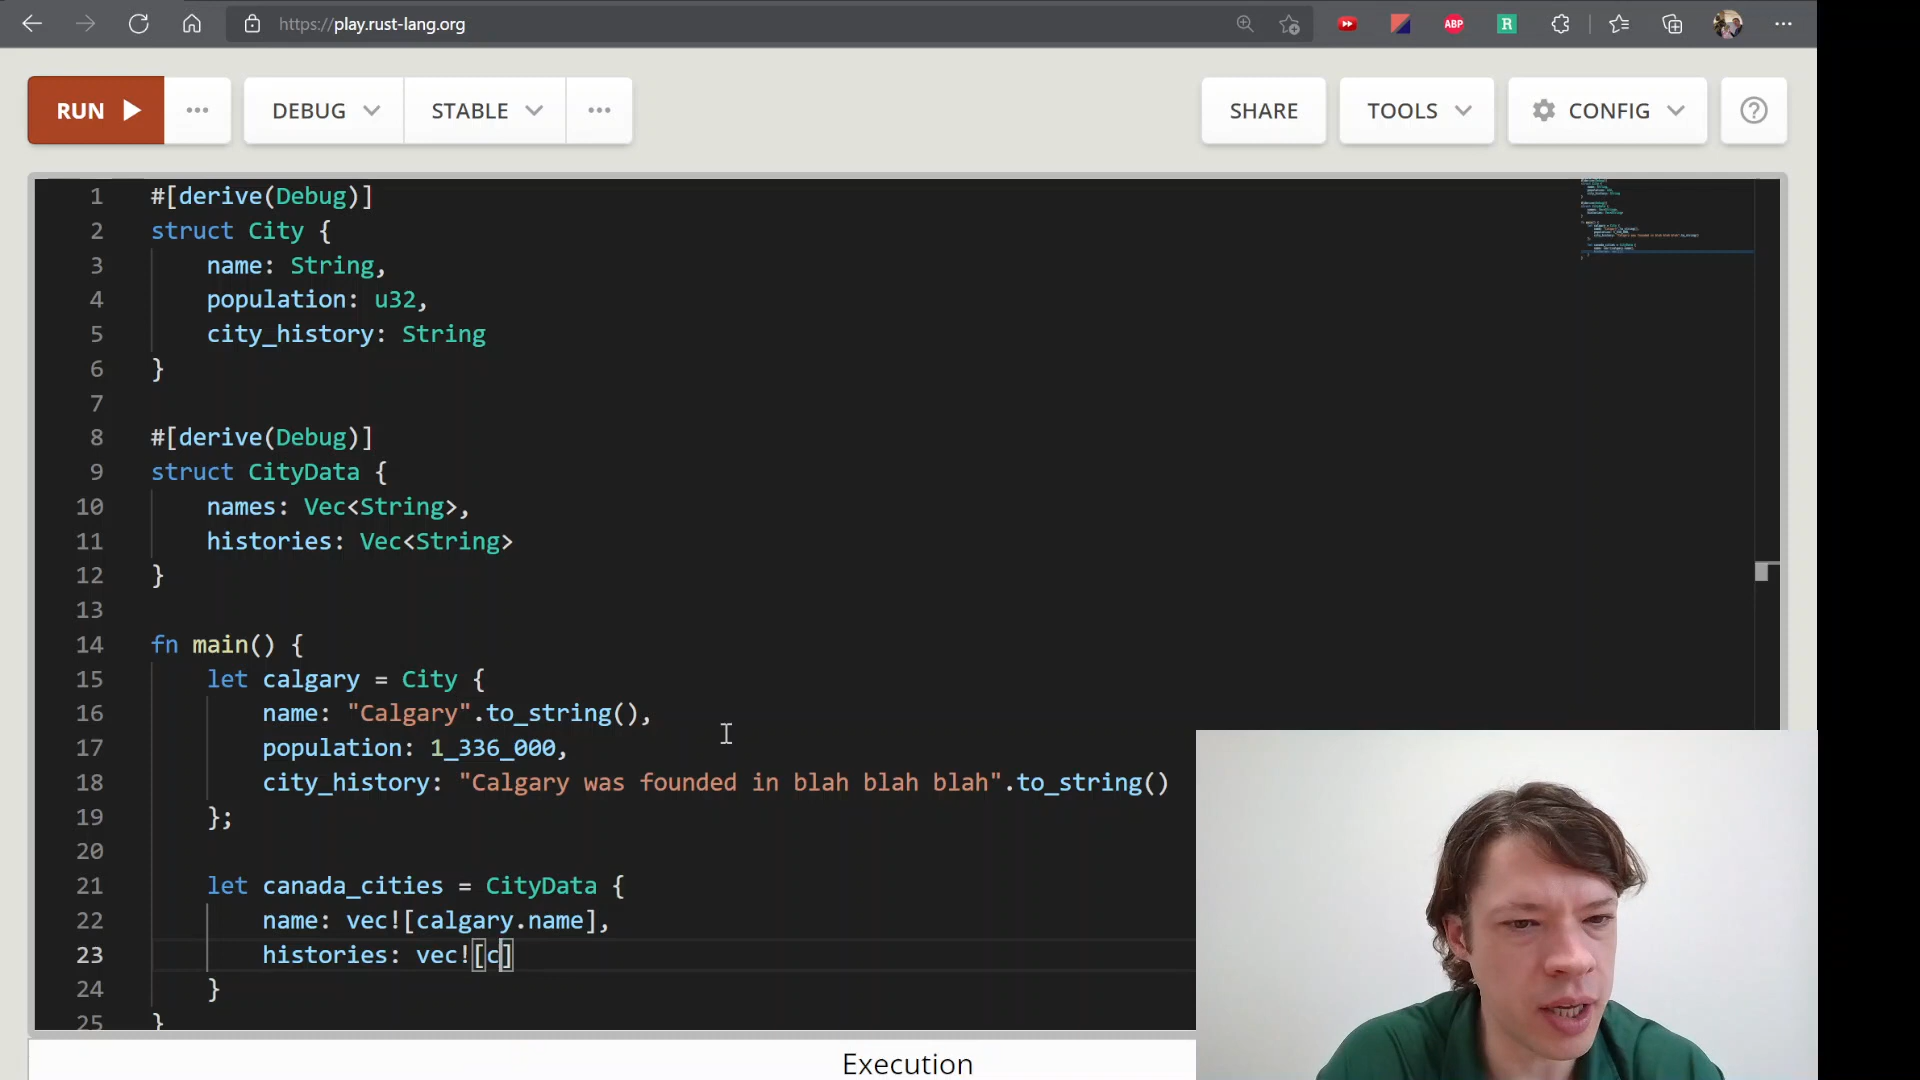 https://play.rust-lang.org
ABP
R
RUN
DEBUG
STABLE
SHARE
TOOLS
CONFIG
1 #[derive(Debug)]
2 struct City {
3 name: String,
4 population: u32,
5 city_history: String
6 }
7
8 #[derive(Debug)]
9 struct CityData {
10 names: Vec<String>,
11 histories: Vec<String>
12 }
13
14 fn main() {
15 let calgary = City {
16 name: "Calgary".to_string(),
17 population: 1_336_000,
18 city_history: "Calgary was founded in blah blah blah".to_string()
19 };
20
21 let canada_cities = CityData {
22 name: vec![calgary.name],
23 histories: vec![c]
24 }
25 }
Execution